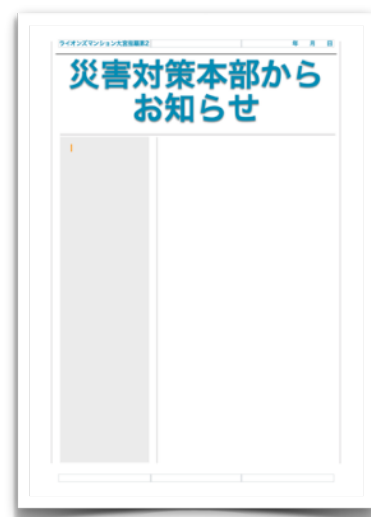 ライオンズマンション大宮指扇第2
年 月 日
災害対策本部から
お知らせ